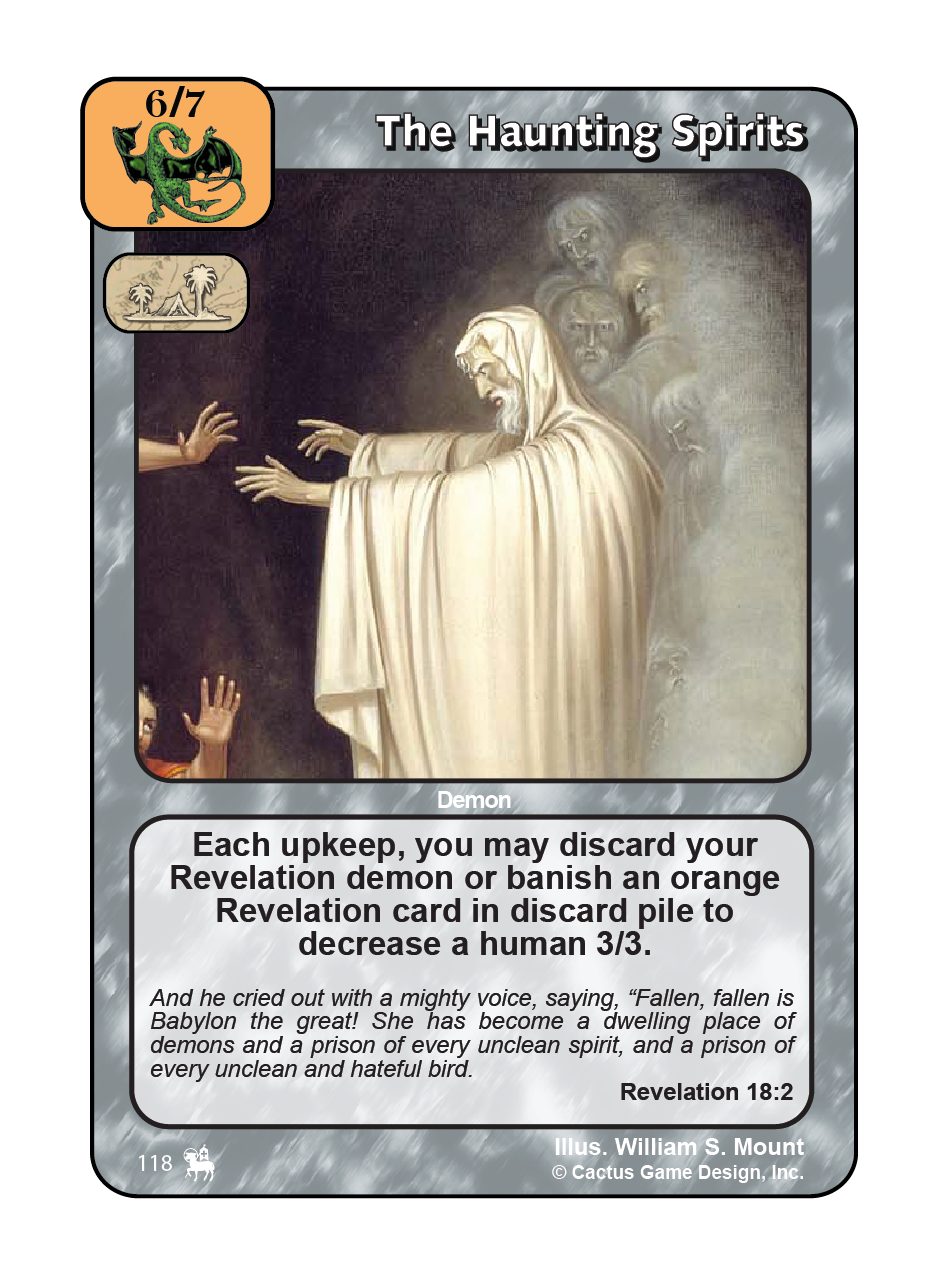 6/7
The Haunting Spirits
Demon
Each upkeep, you may discard your
Revelation demon or banish an orange
Revelation card in discard pile to
decrease a human 3/3.
And he cried out with a mighty voice, saying, “Fallen, fallen is
Babylon the great! She has become a dwelling place of
demons and a prison of every unclean spirit, and a prison of
every unclean and hateful bird.
Revelation 18:2
Illus. William S. Mount
118
© Cactus Game Design, Inc.